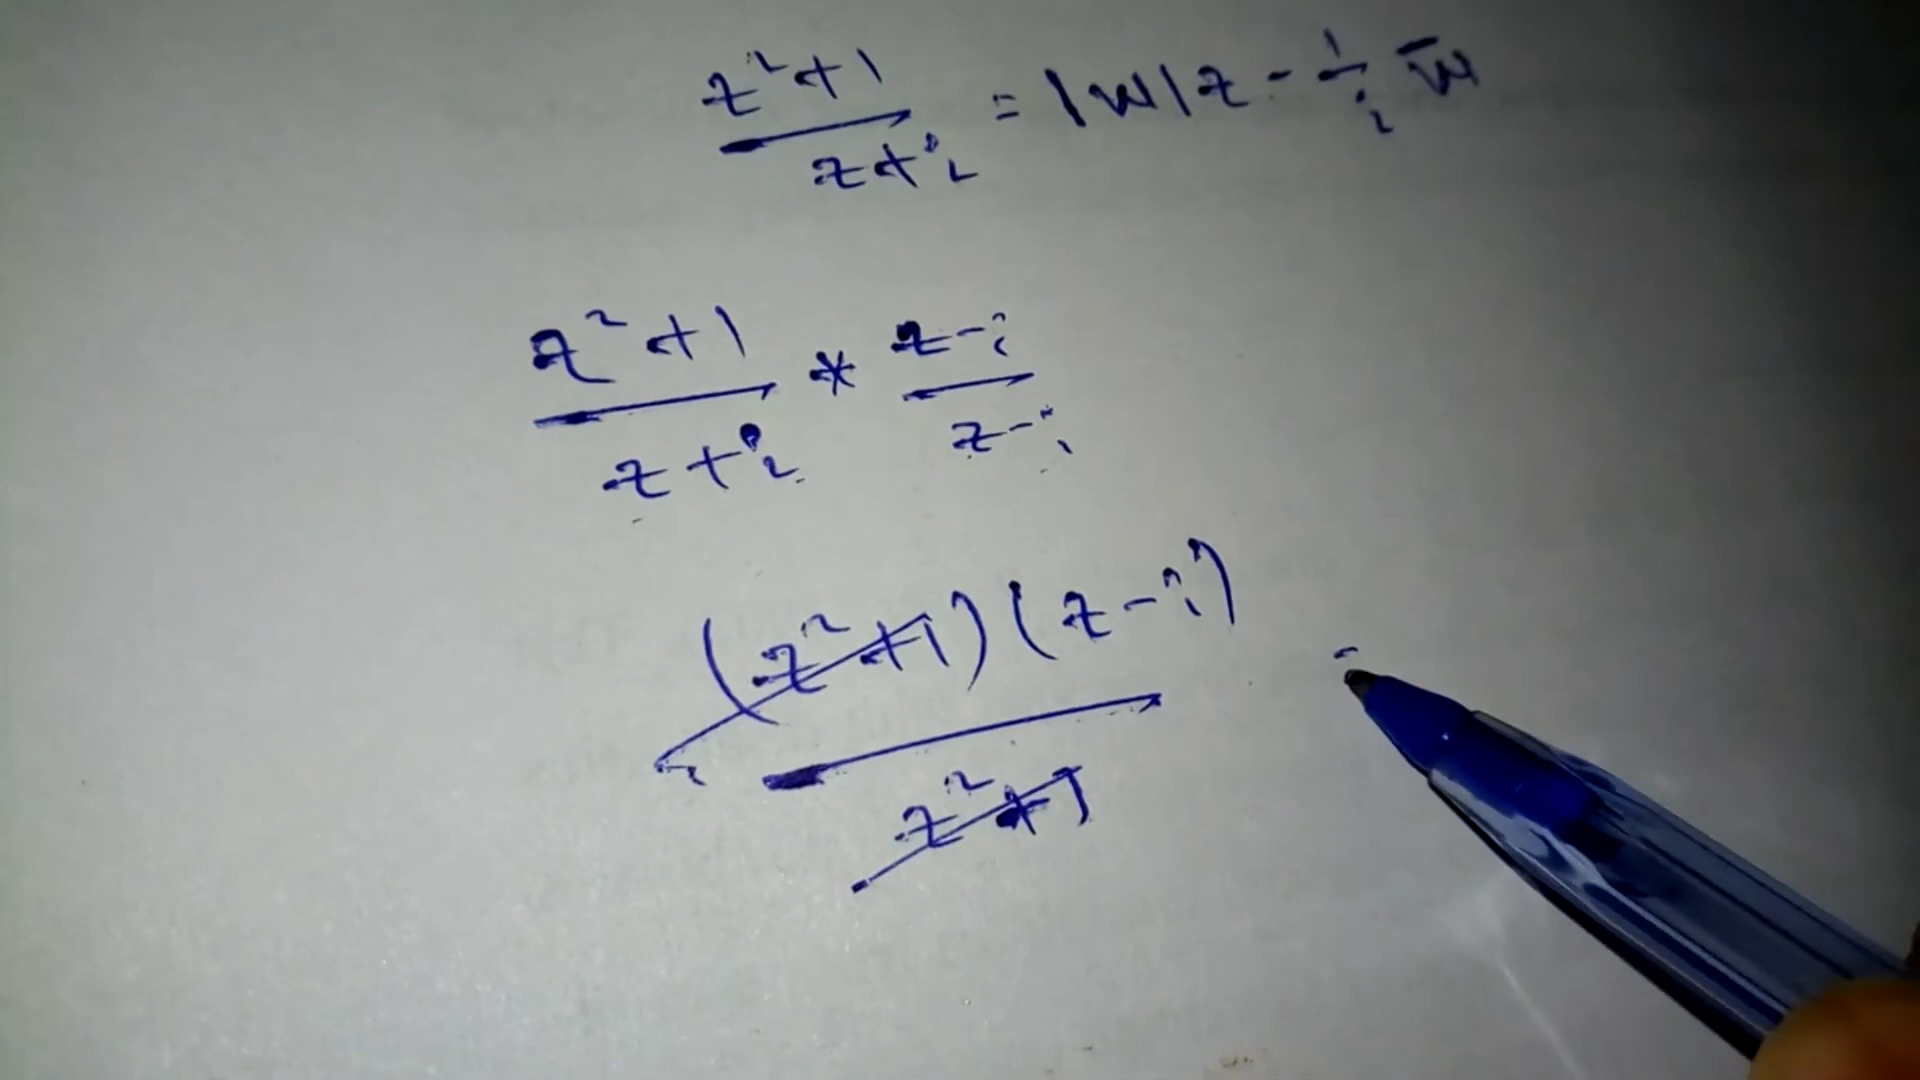 z²+1 / z+i = |w|z - 1/i w̄
z²+1 / z+i * z-i / z-i
(z²+1)(z-i) / z²+1 =